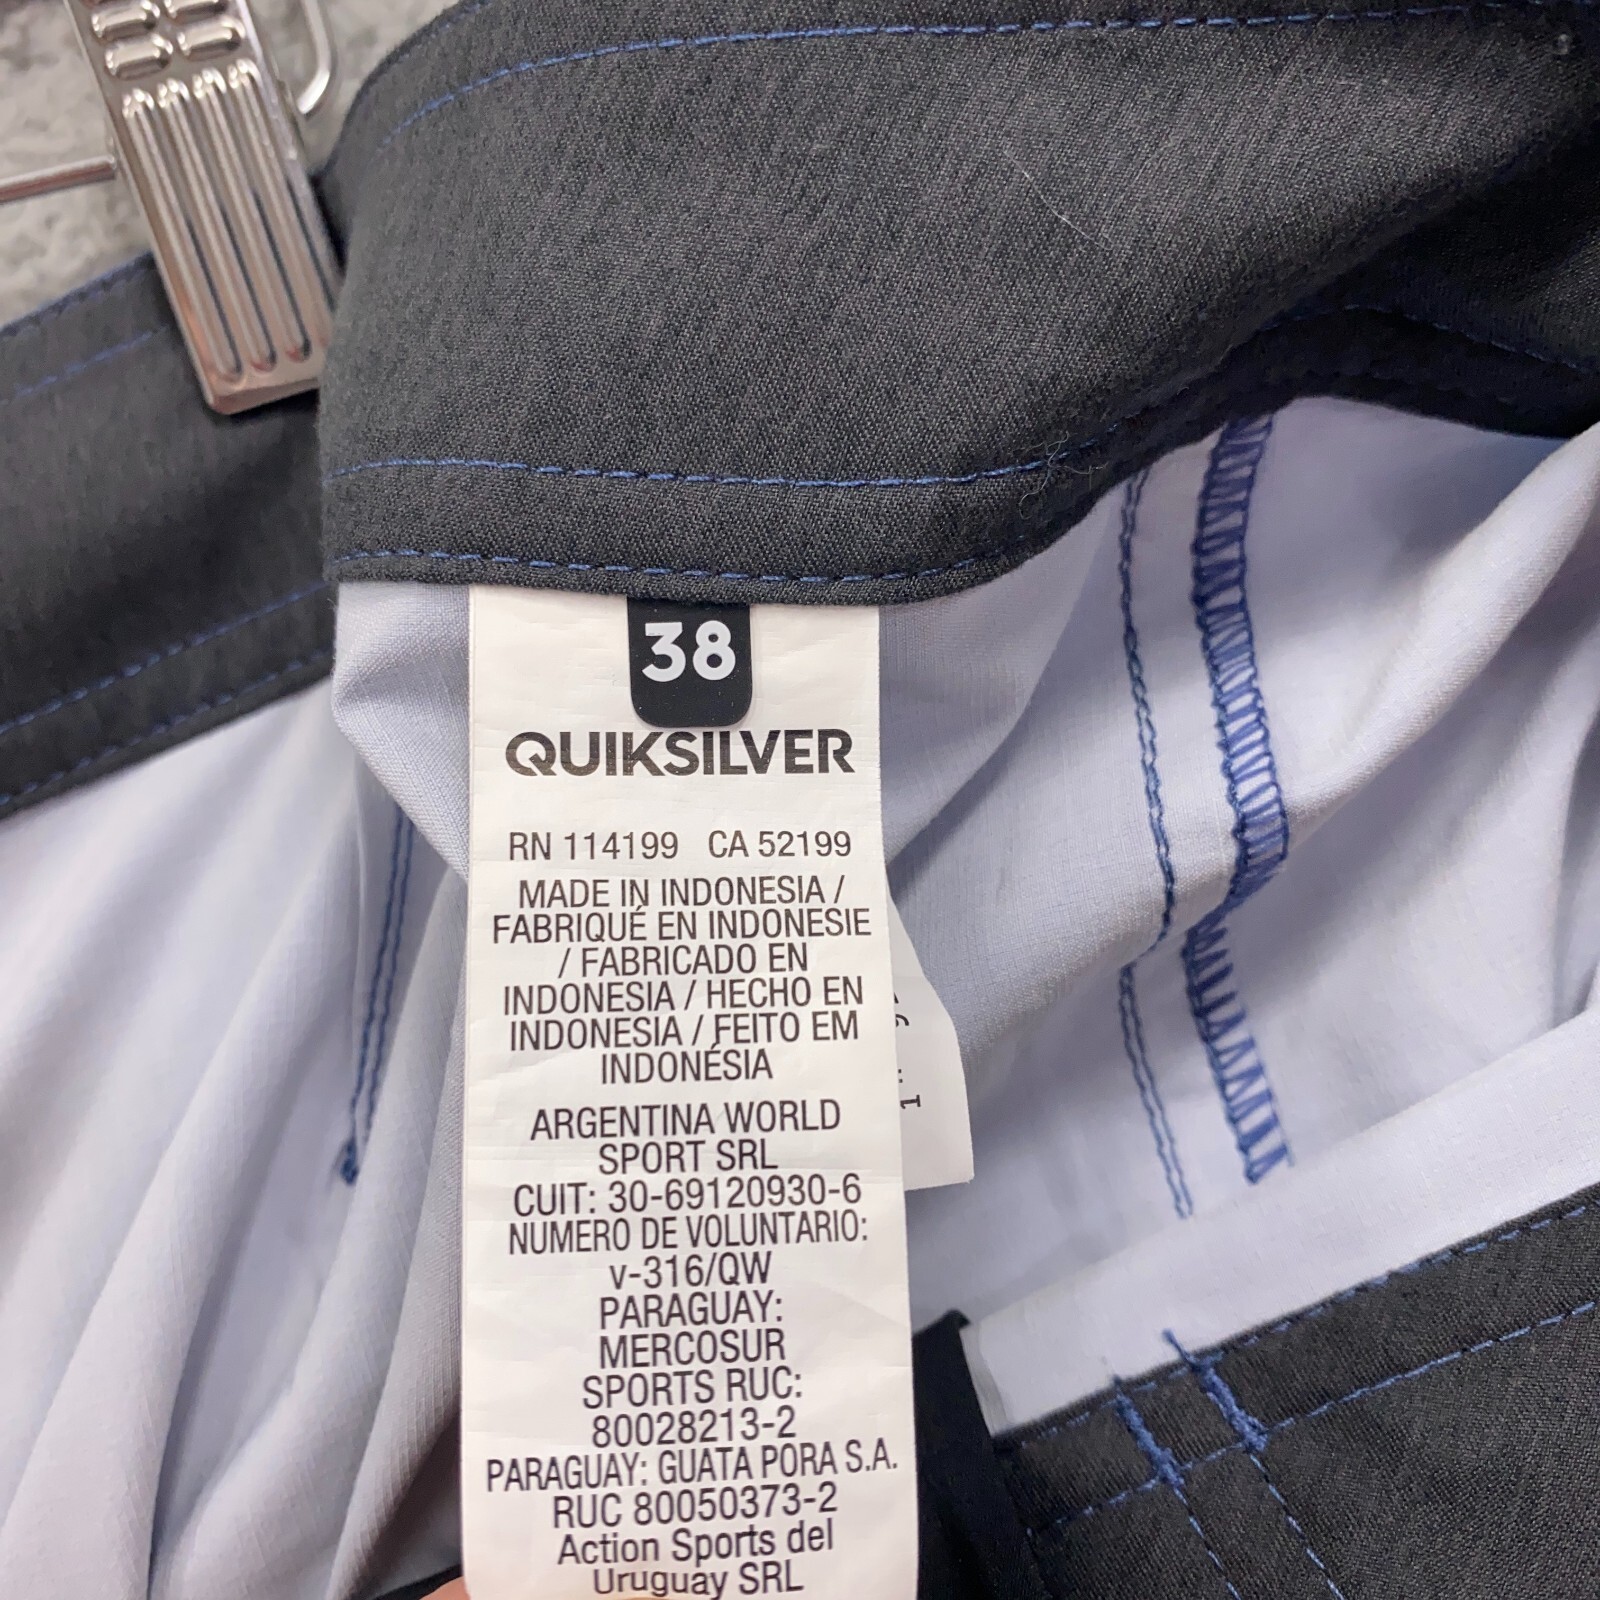 38
QUIKSILVER
RN 114199 CA 52199
MADE IN INDONESIA /
FABRIQUÉ EN INDONESIE
/ FABRICADO EN
INDONESIA / HECHO EN
INDONESIA / FEITO EM
INDONÉSIA
ARGENTINA WORLD
SPORT SRL
CUIT: 30-69120930-6
NUMERO DE VOLUNTARIO:
v-316/QW
PARAGUAY:
MERCOSUR
SPORTS RUC:
80028213-2
PARAGUAY: GUATA PORA S.A.
RUC 80050373-2
Action Sports del
Uruguay SRL